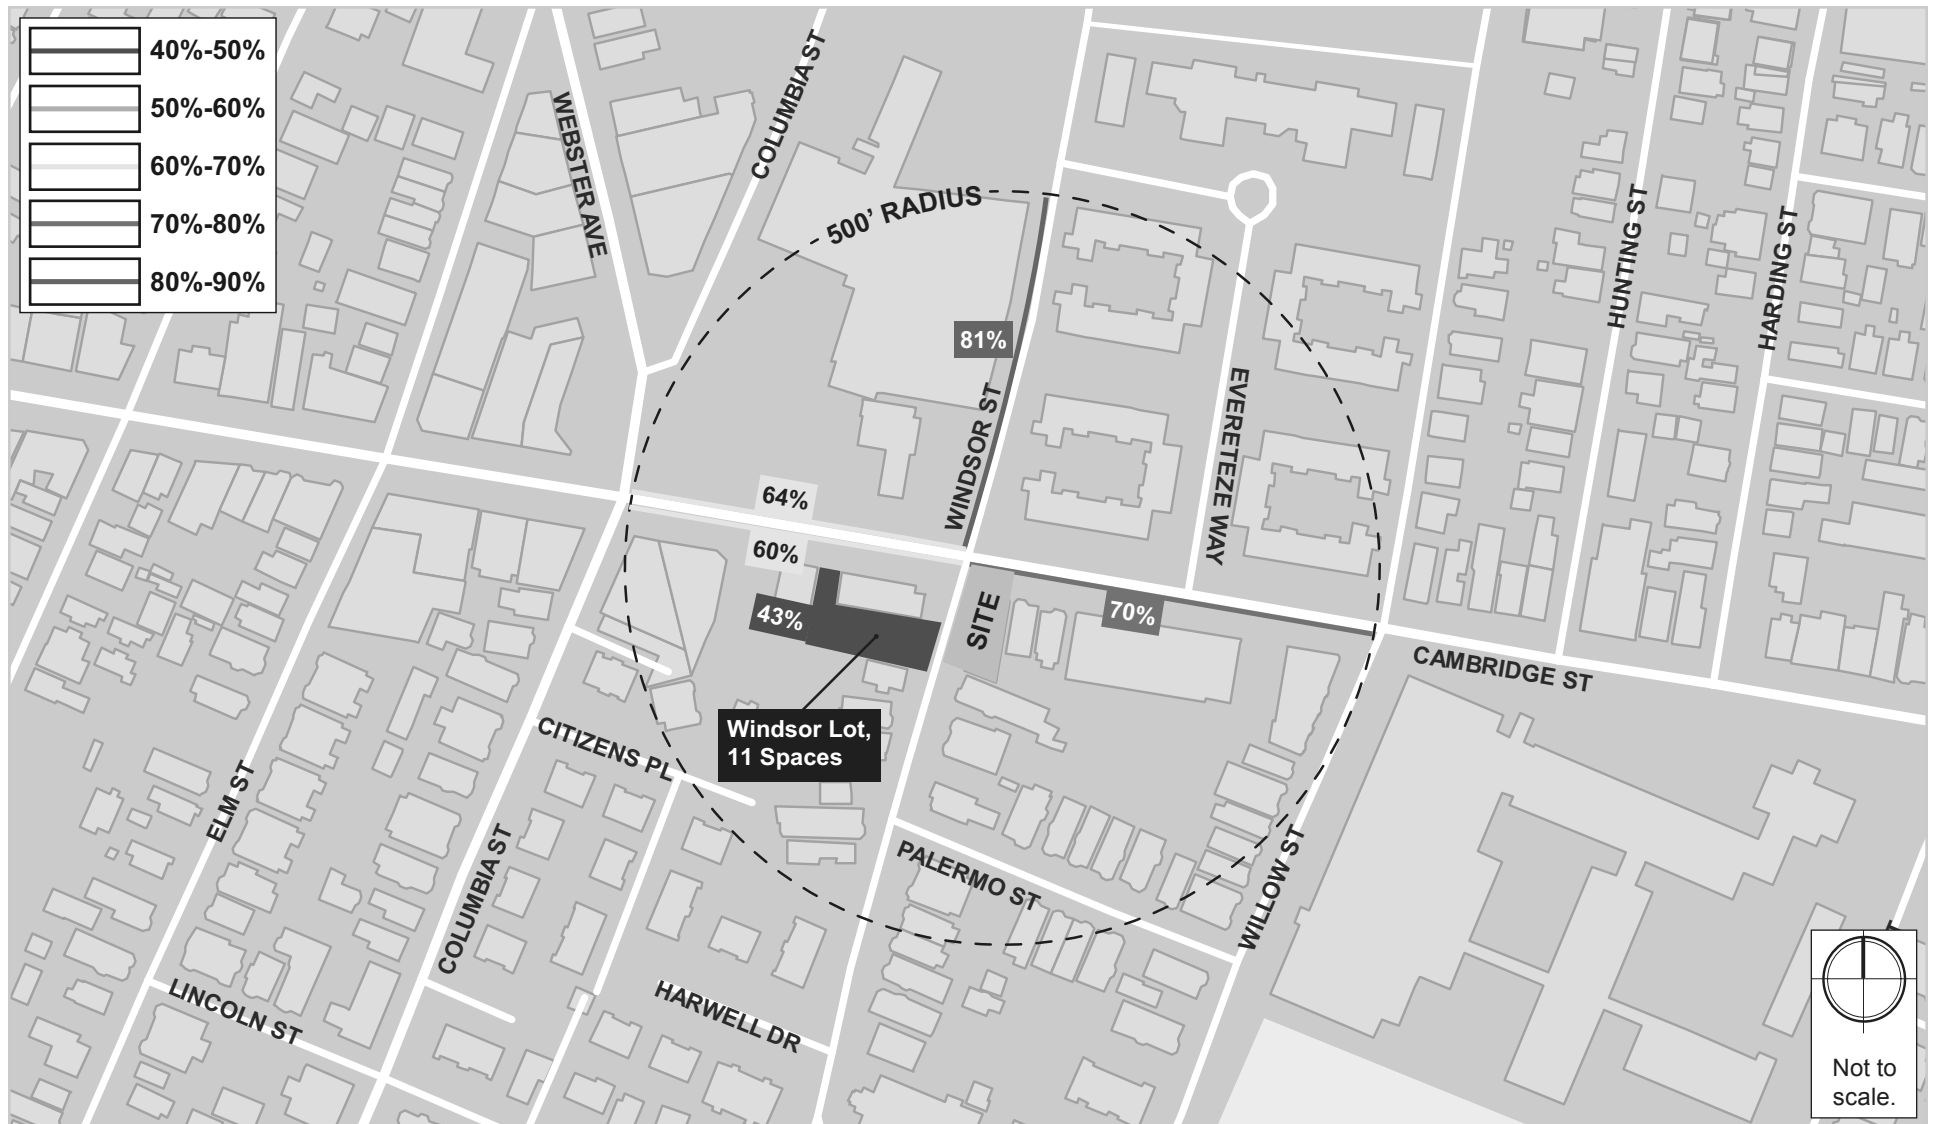 40%-50%
50%-60%
60%-70%
70%-80%
80%-90%
WEBSTER AVE
COLUMBIA ST
500’ RADIUS
HUNTING ST
HARDING ST
81%
WINDSOR ST
EVERETEZE WAY
64%
60%
43%
SITE
70%
CAMBRIDGE ST
Windsor Lot,
11 Spaces
CITIZENS PL
ELM ST
COLUMBIA ST
PALERMO ST
WILLOW ST
LINCOLN ST
HARWELL DR
Not to
scale.